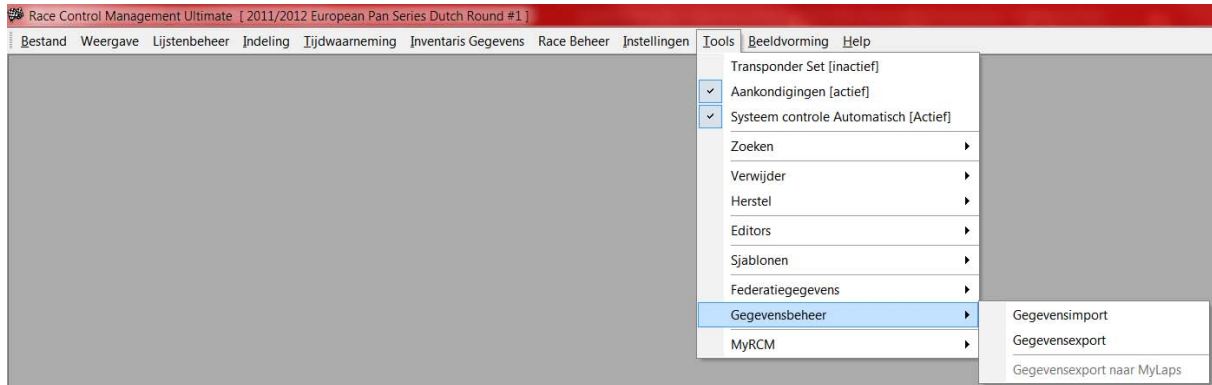 Race Control Management Ultimate [ 2011/2012 European Pan Series Dutch Round #1 ]
Bestand Weergave Lijstenbeheer Indeling Tijdwaarneming Inventaris Gegevens Race Beheer Instellingen Tools Beeldvorming Help
Transponder Set [inactief]
Aankondigingen [actief]
Systeem controle Automatisch [Actief]
Zoeken
Verwijder
Herstel
Editors
Sjablonen
Federatiegegevens
Gegevensbeheer
MyRCM
Gegevensimport
Gegevensexport
Gegevensexport naar MyLaps